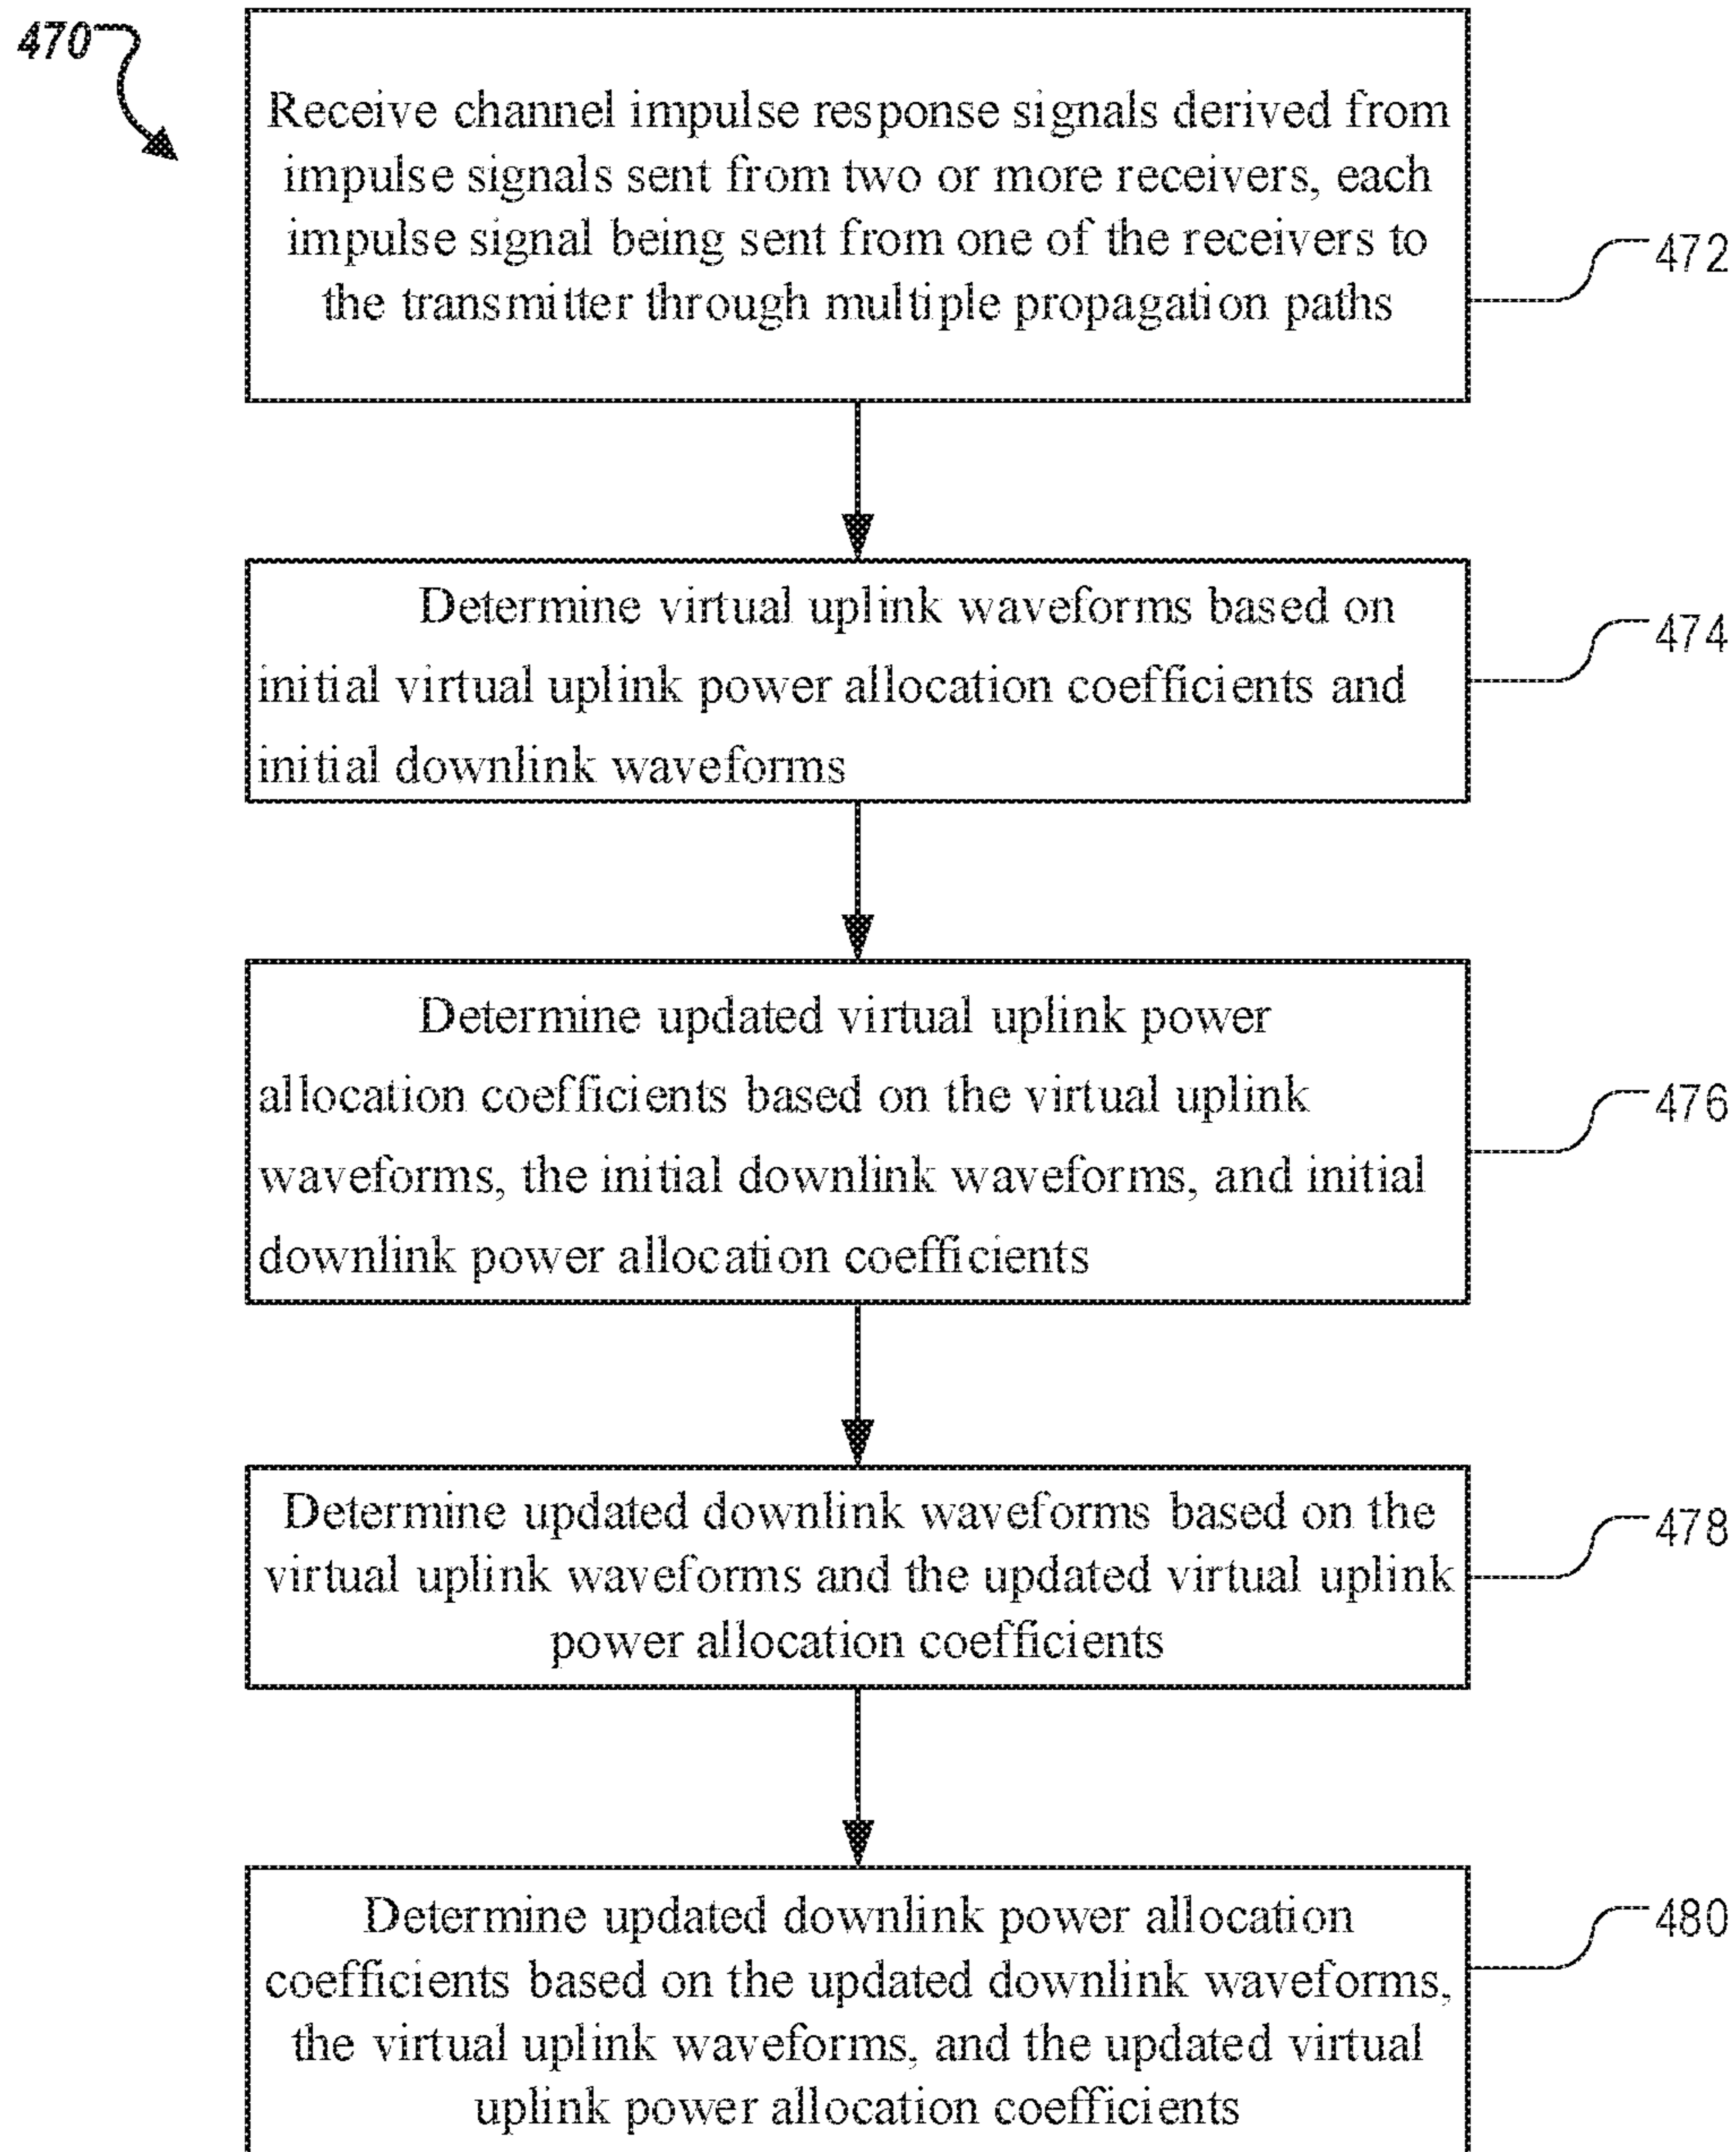 470
Receive channel impulse response signals derived from
impulse signals sent from two or more receivers, each
impulse signal being sent from one of the receivers to
the transmitter through multiple propagation paths
472
Determine virtual uplink waveforms based on
initial virtual uplink power allocation coefficients and
initial downlink waveforms
474
Determine updated virtual uplink power
allocation coefficients based on the virtual uplink
waveforms, the initial downlink waveforms, and initial
downlink power allocation coefficients
476
Determine updated downlink waveforms based on the
virtual uplink waveforms and the updated virtual uplink
power allocation coefficients
478
Determine updated downlink power allocation
coefficients based on the updated downlink waveforms,
the virtual uplink waveforms, and the updated virtual
uplink power allocation coefficients
480